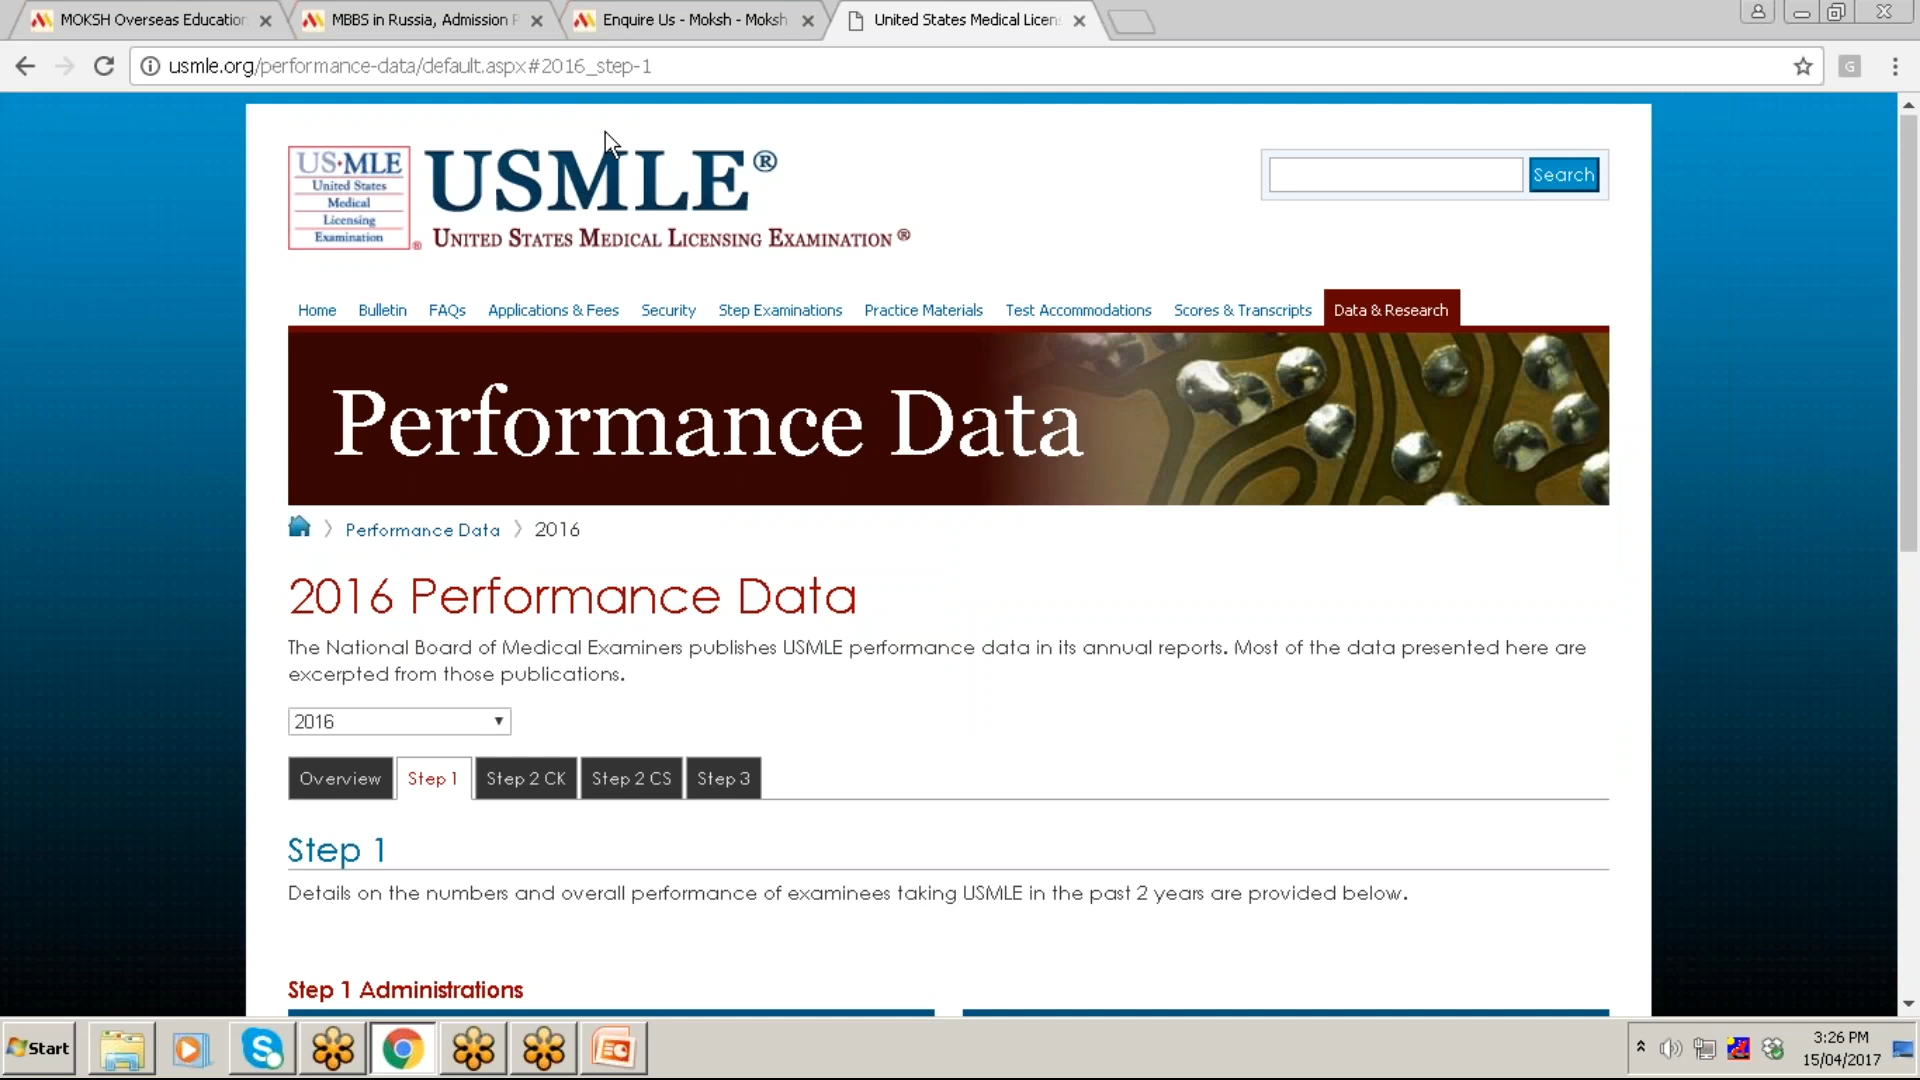 MOKSH Overseas Education
MBBS in Russia, Admission P
Enquire Us - Moksh - Moksh
United States Medical Licens
usmle.org/performance-data/default.aspx#2016_step-1
G
US·MLE
United States
Medical
Licensing
Examination
®
USMLE®
UNITED STATES MEDICAL LICENSING EXAMINATION ®
Search
Home Bulletin FAQs Applications & Fees Security Step Examinations Practice Materials Test Accommodations Scores & Transcripts Data & Research
Performance Data
Performance Data 2016
2016 Performance Data
The National Board of Medical Examiners publishes USMLE performance data in its annual reports. Most of the data presented here are
excerpted from those publications.
2016
Overview Step 1 Step 2 CK Step 2 CS Step 3
Step 1
Details on the numbers and overall performance of examinees taking USMLE in the past 2 years are provided below.
Step 1 Administrations
Start
3:26 PM
15/04/2017